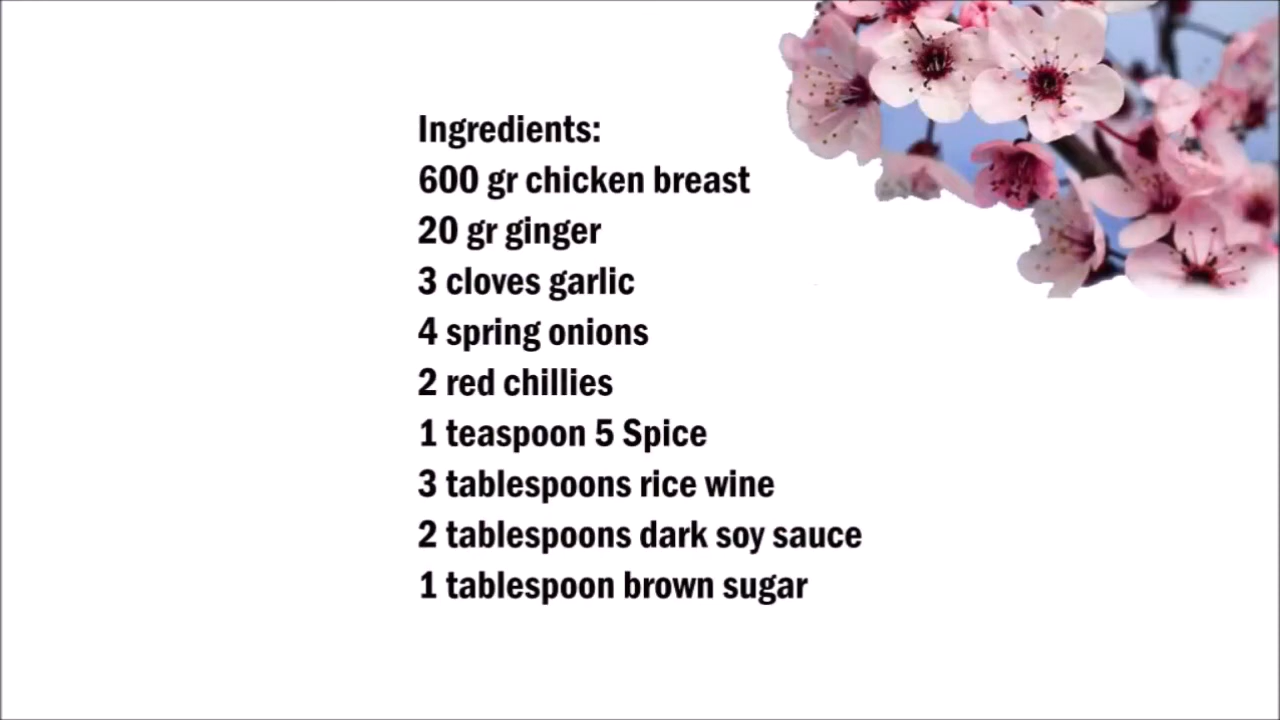 Ingredients:
600 gr chicken breast
20 gr ginger
3 cloves garlic
4 spring onions
2 red chillies
1 teaspoon 5 Spice
3 tablespoons rice wine
2 tablespoons dark soy sauce
1 tablespoon brown sugar